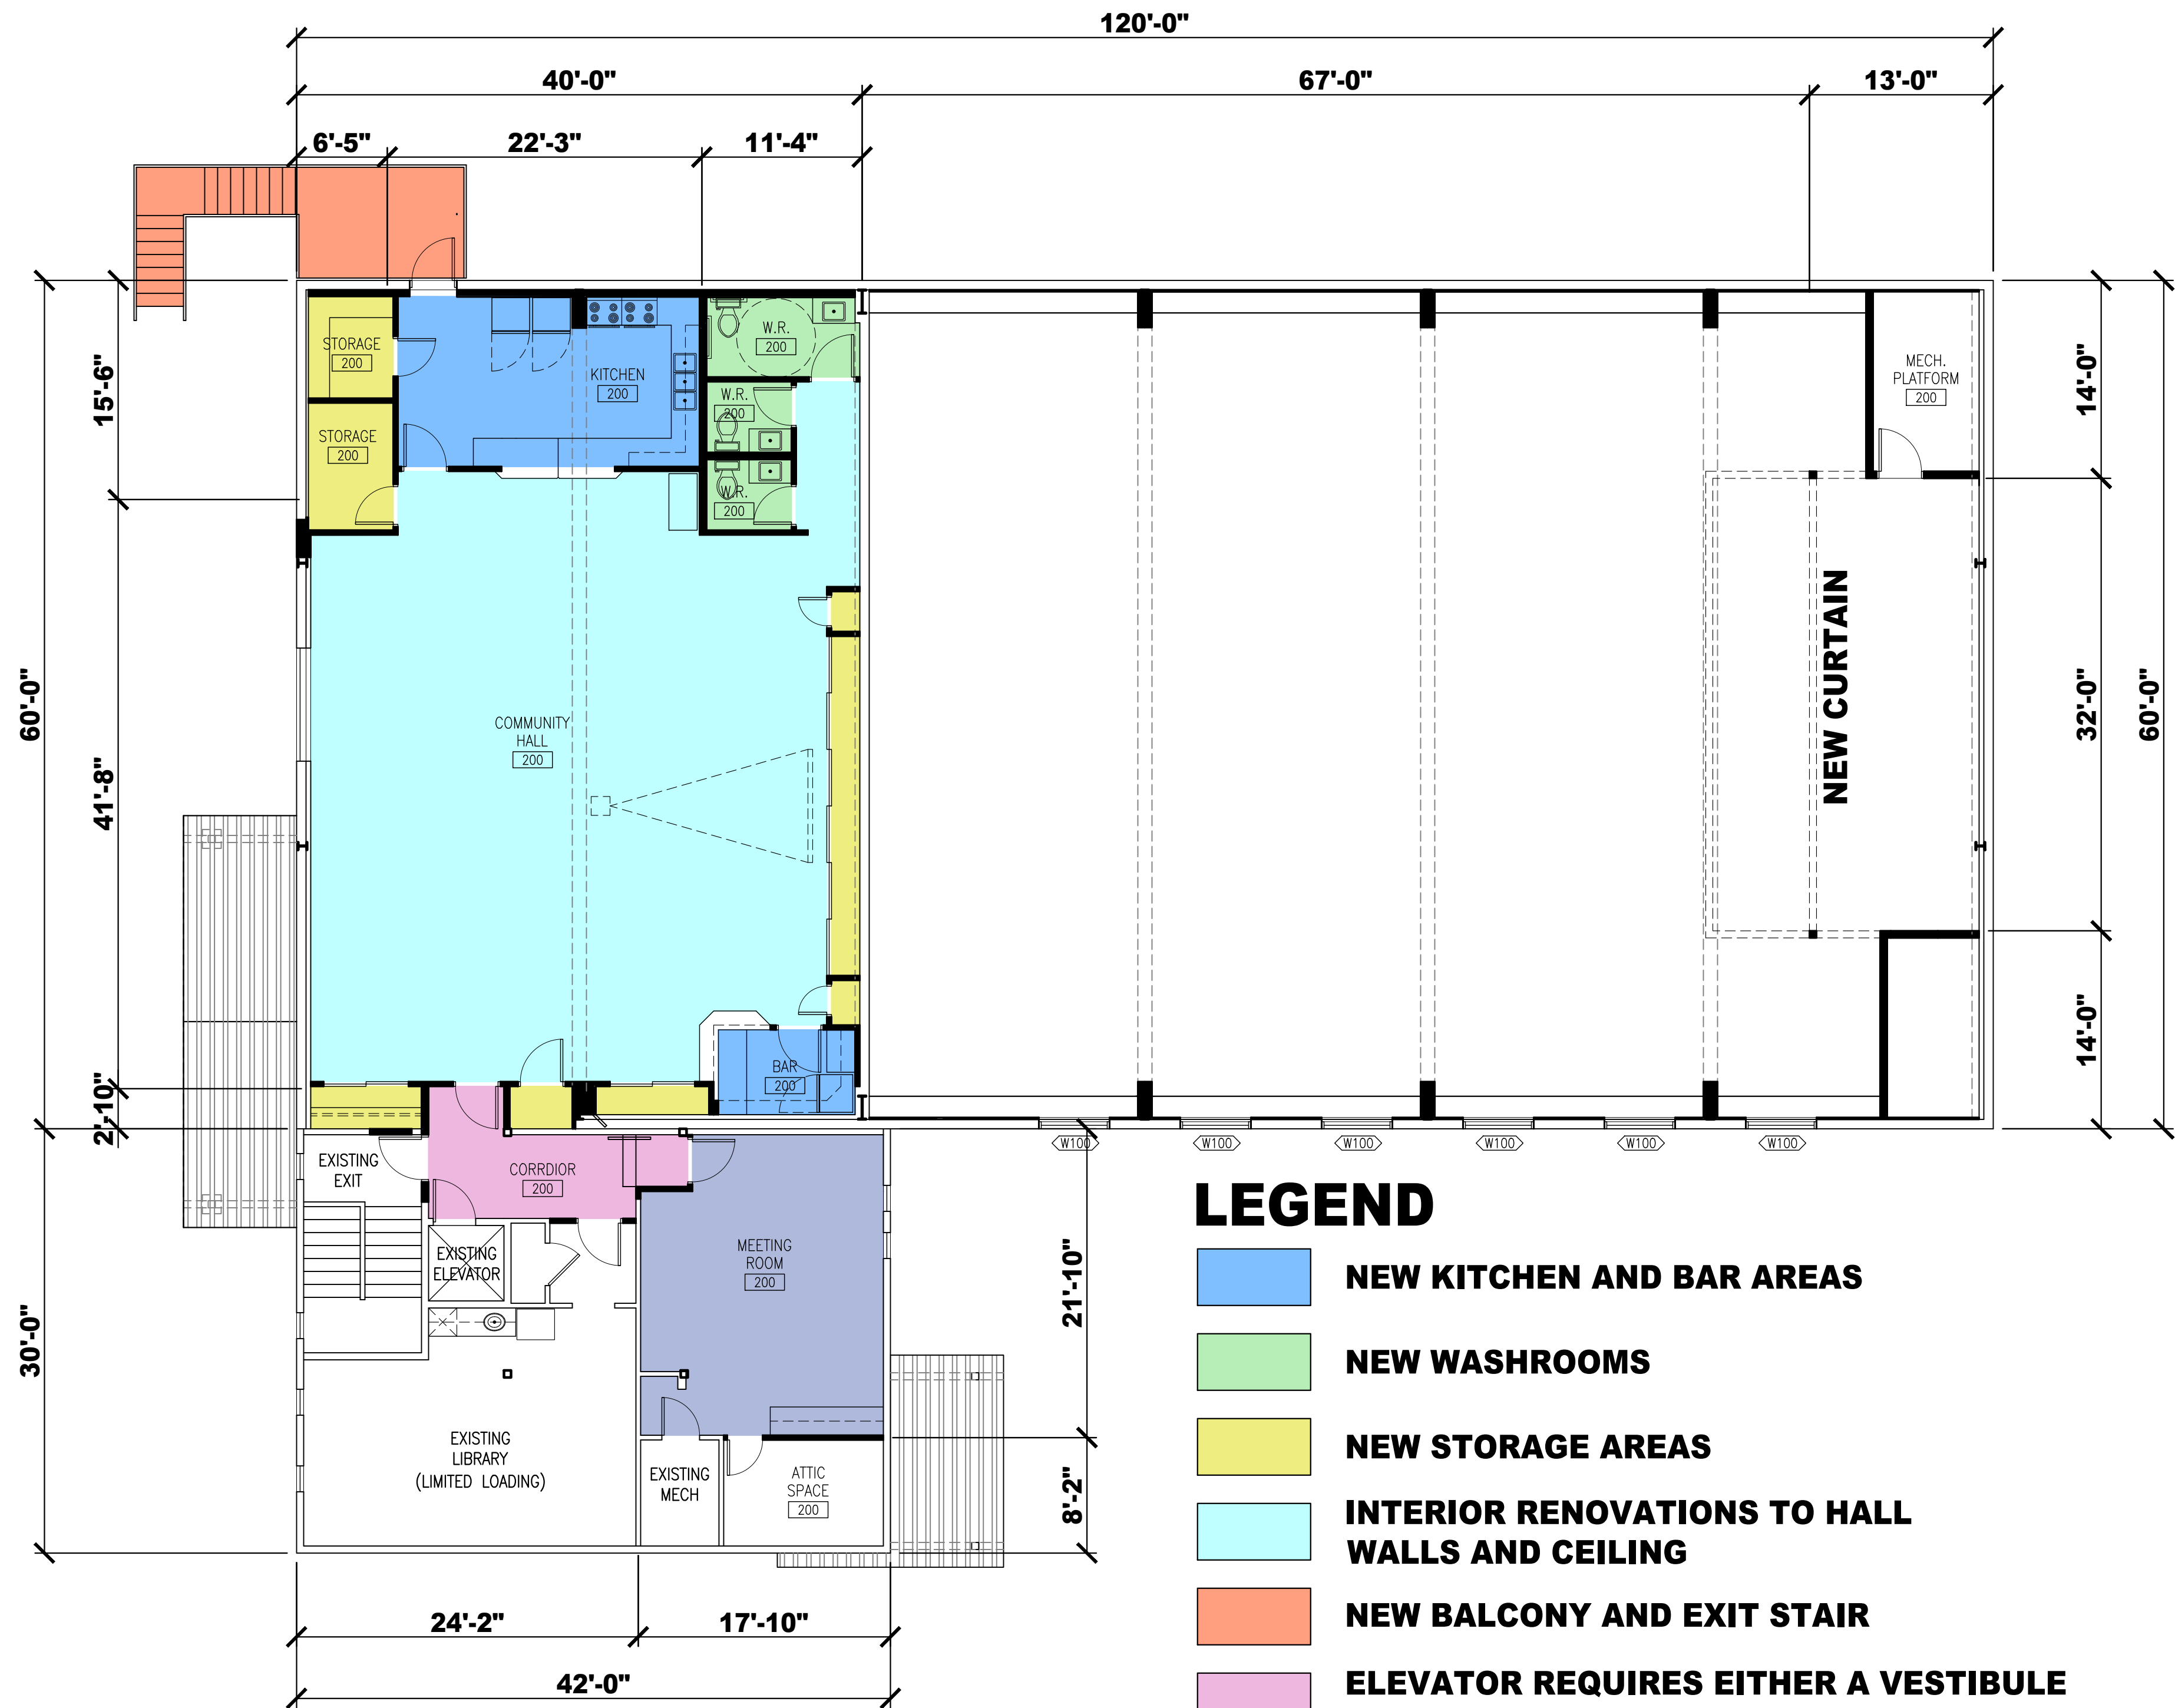 120'-0"
40'-0"
67'-0"
13'-0"
6'-5"
22'-3"
11'-4"
STORAGE
200
KITCHEN
200
W.R.
200
W.R.
200
W.R.
200
STORAGE
200
MECH.
PLATFORM
200
15'-6"
14'-0"
60'-0"
41'-8"
2'-10"
30'-0"
COMMUNITY
HALL
200
NEW CURTAIN
32'-0"
60'-0"
14'-0"
BAR
200
W100
W100
W100
W100
W100
W100
EXISTING
EXIT
CORRDIOR
200
EXISTING
ELEVATOR
MEETING
ROOM
200
21'-10"
8'-2"
EXISTING
LIBRARY
(LIMITED LOADING)
EXISTING
MECH
ATTIC
SPACE
200
24'-2"
17'-10"
42'-0"
LEGEND
NEW KITCHEN AND BAR AREAS
NEW WASHROOMS
NEW STORAGE AREAS
INTERIOR RENOVATIONS TO HALL
WALLS AND CEILING
NEW BALCONY AND EXIT STAIR
ELEVATOR REQUIRES EITHER A VESTIBULE